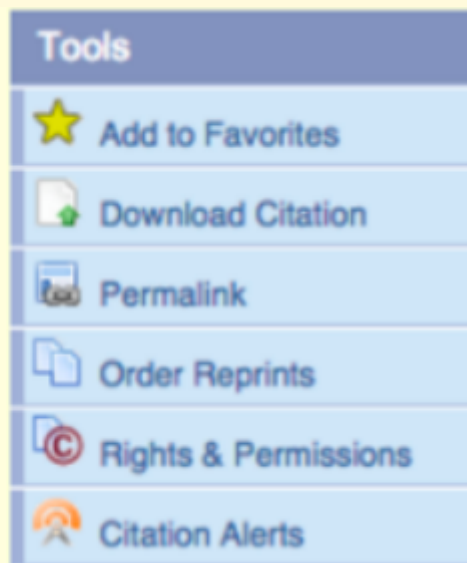 Tools
Add to Favorites
Download Citation
Permalink
Order Reprints
Rights & Permissions
Citation Alerts